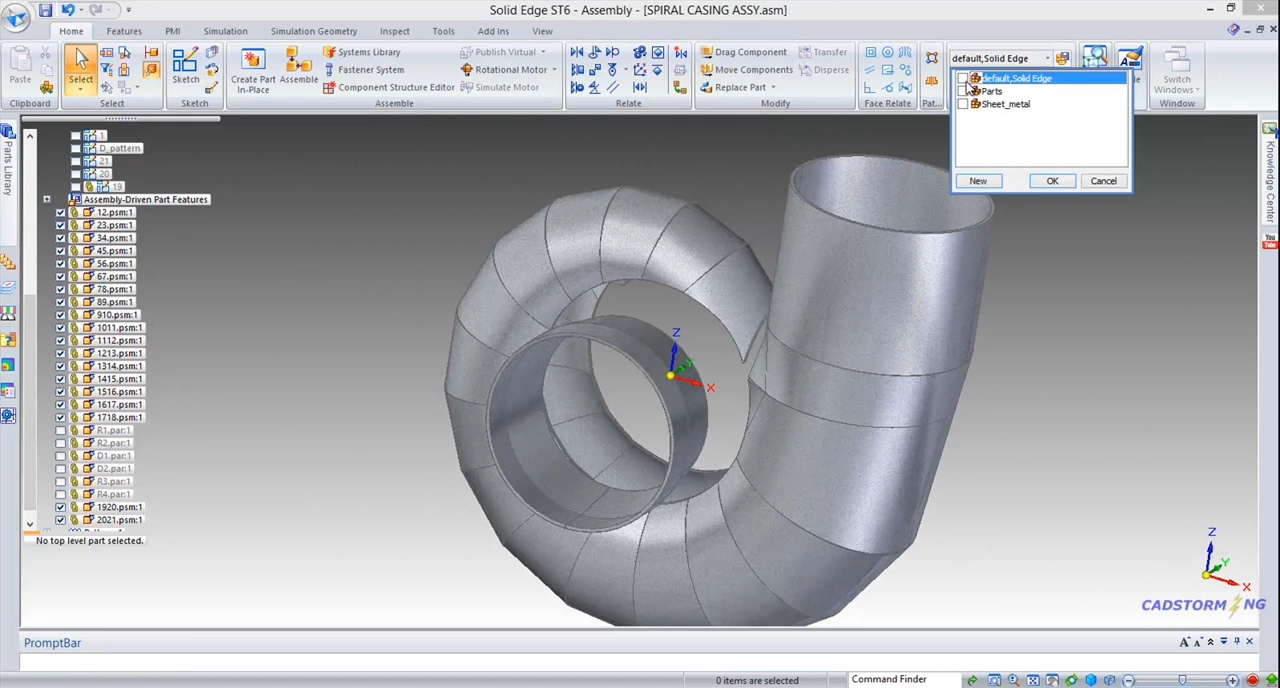 Solid Edge ST6 - Assembly - [SPIRAL CASING ASSY.asm]
Home
Features
PMI
Simulation
Simulation Geometry
Inspect
Tools
Add Ins
View
Paste
Clipboard
Select
Select
Sketch
Sketch
Create Part In-Place
Assemble
Systems Library
Fastener System
Component Structure Editor
Publish Virtual
Rotational Motor
Simulate Motor
Assemble
Relate
Drag Component
Move Components
Replace Part
Transfer
Disperse
Modify
Face Relate
Pat...
default,Solid Edge
Switch Windows
Window
default,Solid Edge
Parts
Sheet_metal
New
OK
Cancel
Parts Library
Knowledge Center
You Tube
1
D_pattern
21
20
19
Assembly-Driven Part Features
12.psm:1
23.psm:1
34.psm:1
45.psm:1
56.psm:1
67.psm:1
78.psm:1
89.psm:1
910.psm:1
1011.psm:1
1112.psm:1
1213.psm:1
1314.psm:1
1415.psm:1
1516.psm:1
1617.psm:1
1718.psm:1
R1.par:1
R2.par:1
D1.par:1
D2.par:1
R3.par:1
R4.par:1
1920.psm:1
2021.psm:1
No top level part selected.
Z
Y
X
Z
Y
X
CADSTORMING
PromptBar
0 items are selected
Command Finder